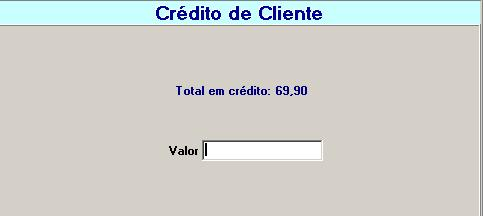 Crédito de Cliente
Total em crédito: 69,90
Valor